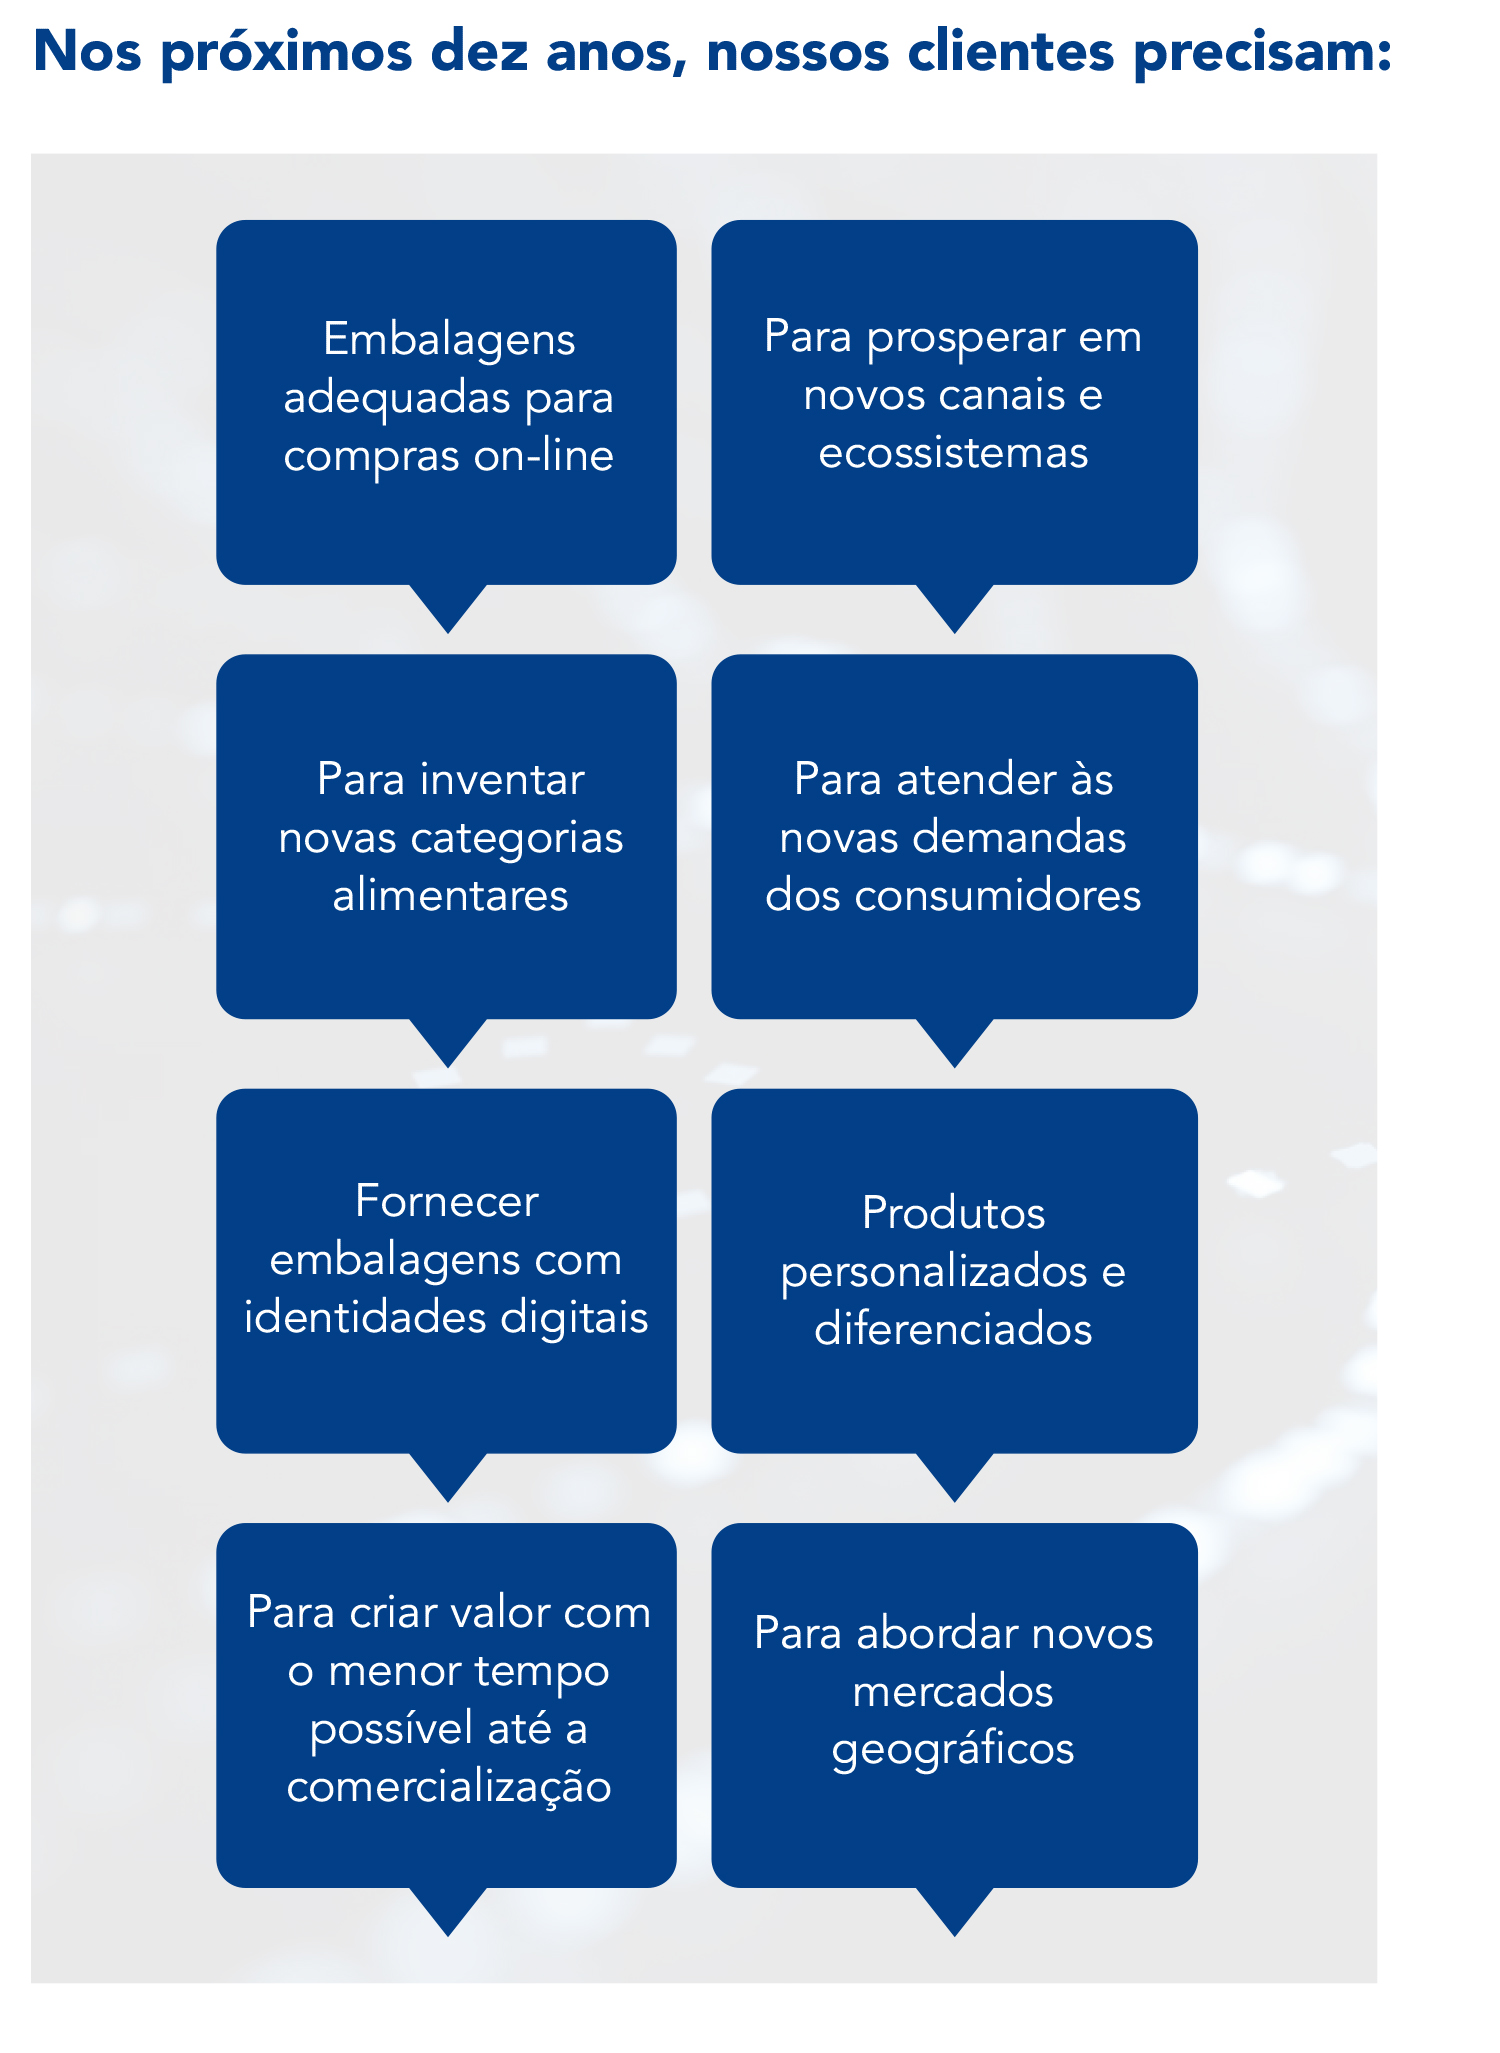 Nos próximos dez anos, nossos clientes precisam:
Embalagens
adequadas para
compras on-line
Para prosperar em
novos canais e
ecossistemas
Para inventar
novas categorias
alimentares
Para atender às
novas demandas
dos consumidores
Fornecer
embalagens com
identidades digitais
Produtos
personalizados e
diferenciados
Para criar valor com
o menor tempo
possível até a
comercialização
Para abordar novos
mercados
geográficos